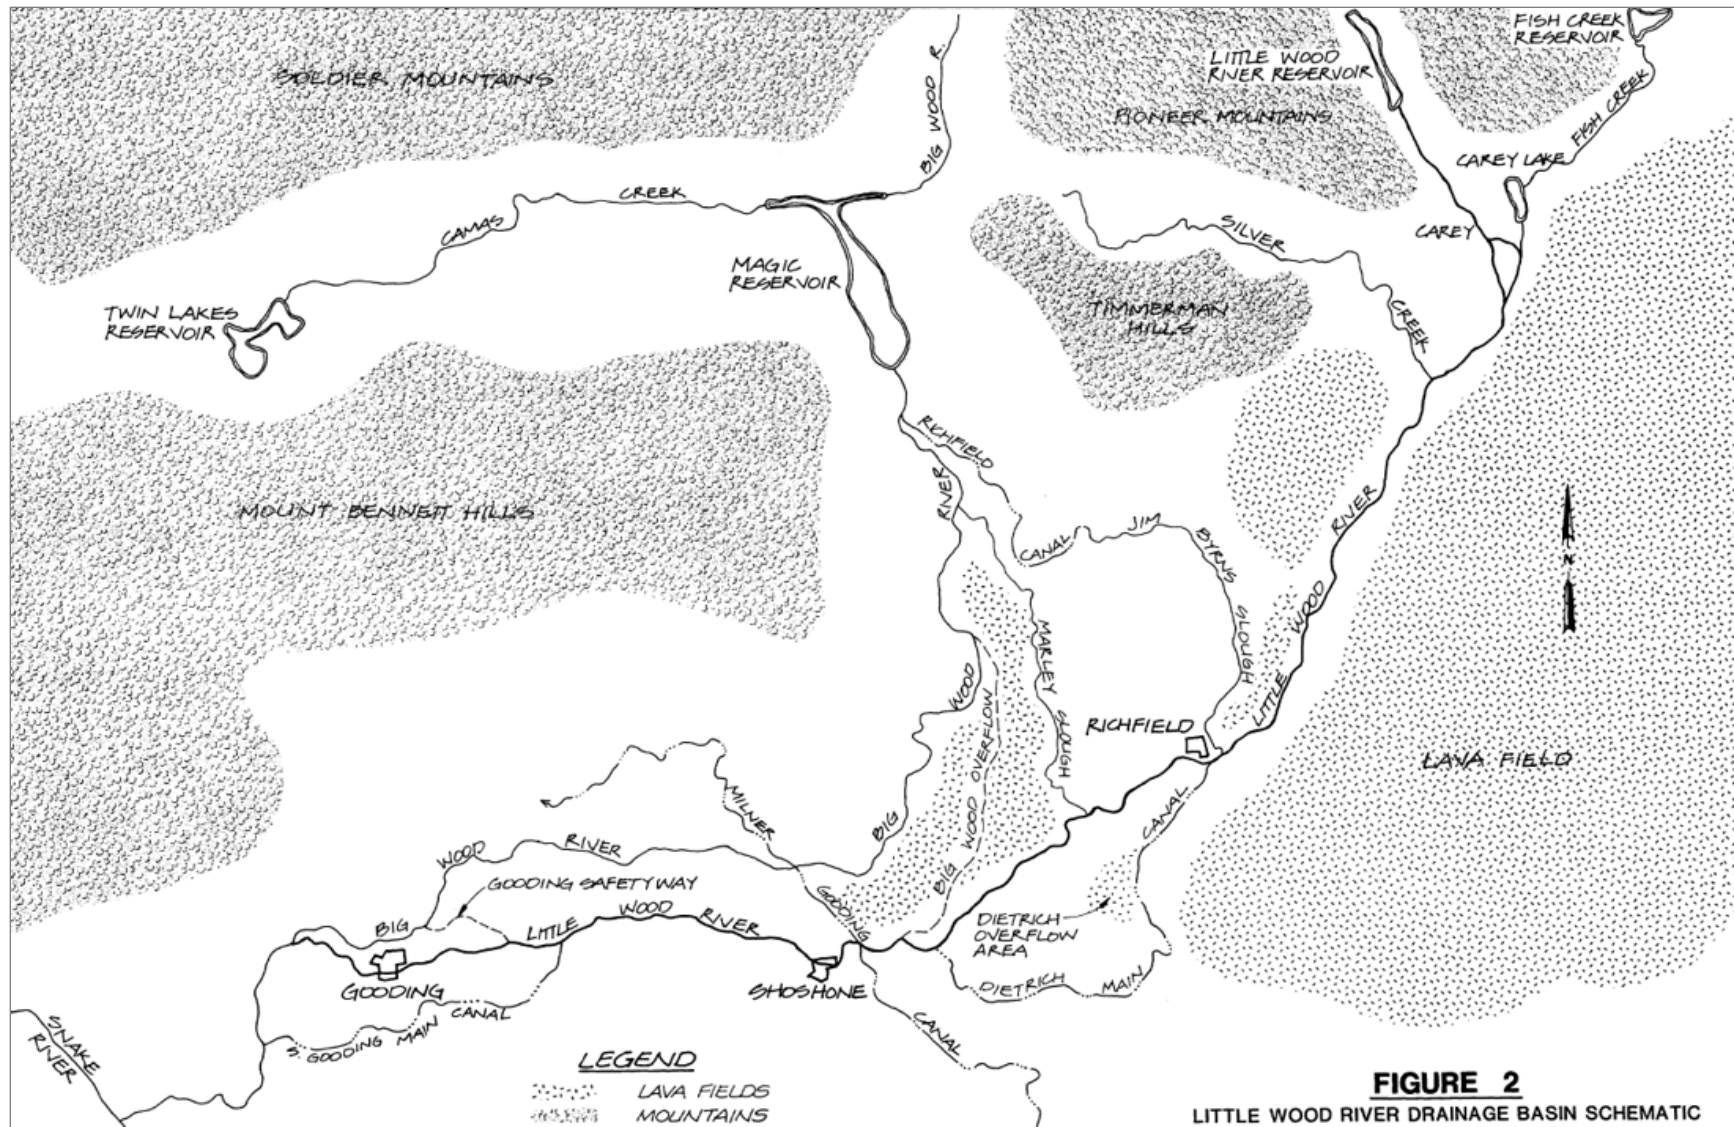 SOLDIER MOUNTAINS
BIG WOOD R.
LITTLE WOOD
RIVER RESERVOIR
FISH CREEK
RESERVOIR
PIONEER MOUNTAINS
FISH CREEK
CAREY LAKE
CAMAS CREEK
SILVER CREEK
CAREY
MAGIC
RESERVOIR
TWIN LAKES
RESERVOIR
TIMMERMAN
HILLS
RICHFIELD CANAL
JIM BYRNS SLOUGH
MOUNT BENNETT HILLS
BIG WOOD RIVER
LITTLE WOOD RIVER
N
MARLEY SLOUGH
BIG WOOD OVERFLOW
RICHFIELD
LAVA FIELD
MILNER GOODING CANAL
BIG WOOD RIVER
GOODING SAFETYWAY
LITTLE WOOD RIVER
DIETRICH
OVERFLOW
AREA
DIETRICH MAIN CANAL
GOODING
SHOSHONE
S. GOODING MAIN CANAL
SNAKE RIVER
LEGEND
LAVA FIELDS
MOUNTAINS
FIGURE 2
LITTLE WOOD RIVER DRAINAGE BASIN SCHEMATIC